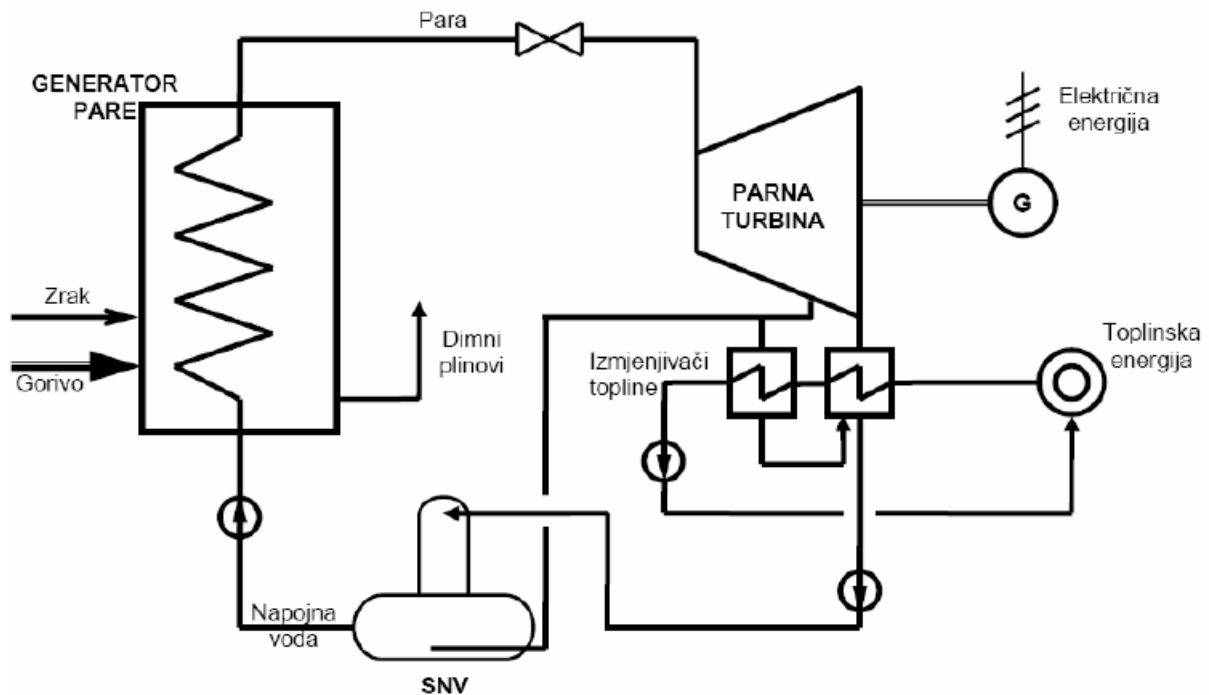 Para
GENERATOR
PARE
Električna
energija
PARNA
TURBINA
G
Zrak
Gorivo
Dimni
plinovi
Izmjenjivači
topline
Toplinska
energija
Napojna
voda
SNV